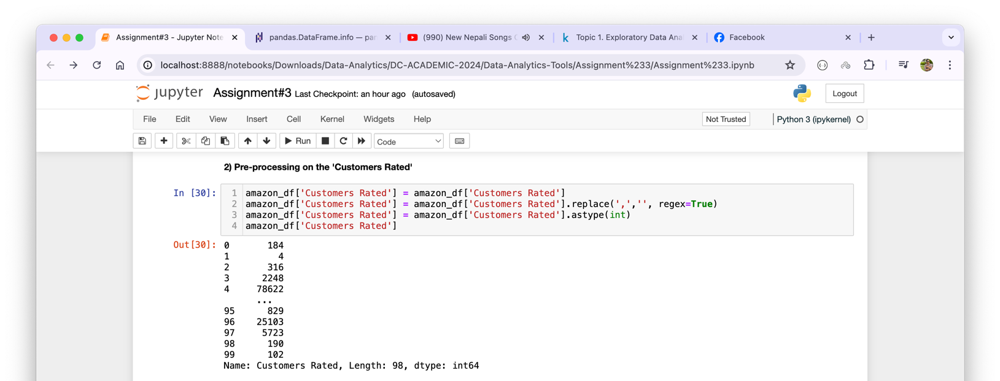 Assignment#3 - Jupyter Note
pandas.DataFrame.info — par
(990) New Nepali Songs
Topic 1. Exploratory Data Ana
Facebook
localhost:8888/notebooks/Downloads/Data-Analytics/DC-ACADEMIC-2024/Data-Analytics-Tools/Assignment%233/Assignment%233.ipynb
jupyter Assignment#3 Last Checkpoint: an hour ago (autosaved)
Logout
File Edit View Insert Cell Kernel Widgets Help
Not Trusted
Python 3 (ipykernel)
Run
Code
2) Pre-processing on the 'Customers Rated'
In [30]:
1 amazon_df['Customers Rated'] = amazon_df['Customers Rated']
2 amazon_df['Customers Rated'] = amazon_df['Customers Rated'].replace(',','', regex=True)
3 amazon_df['Customers Rated'] = amazon_df['Customers Rated'].astype(int)
4 amazon_df['Customers Rated']
Out[30]:
0 184
1 4
2 316
3 2248
4 78622
...
95 829
96 25103
97 5723
98 190
99 102
Name: Customers Rated, Length: 98, dtype: int64